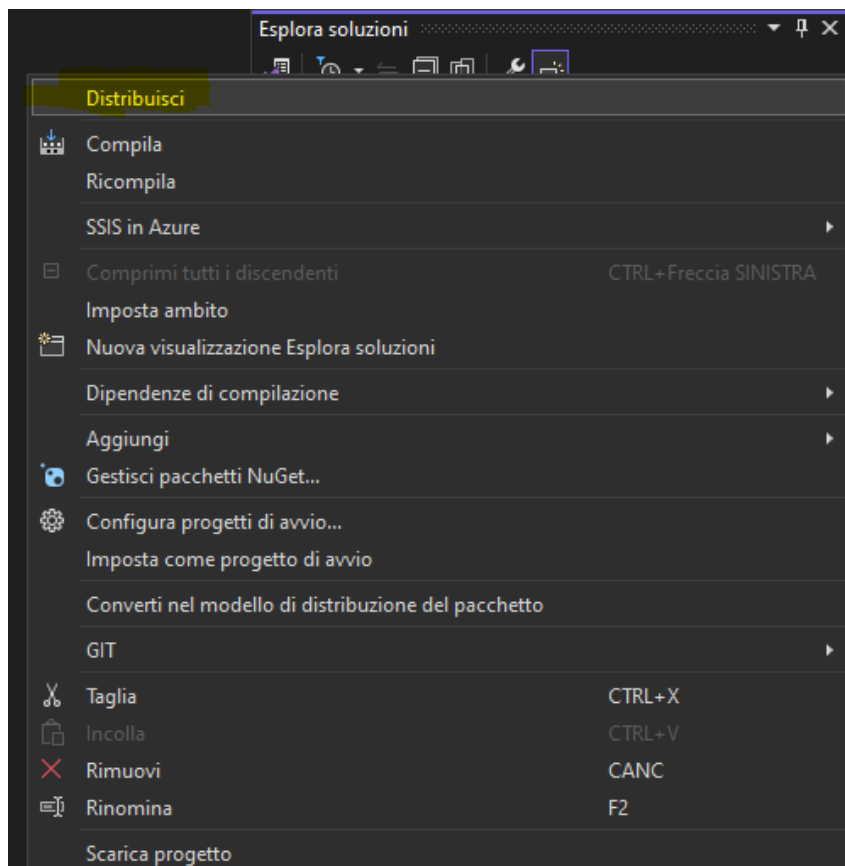 Esplora soluzioni
Distribuisci
Compila
Ricompila
SSIS in Azure
Comprimi tutti i discendenti CTRL+Freccia SINISTRA
Imposta ambito
Nuova visualizzazione Esplora soluzioni
Dipendenze di compilazione
Aggiungi
Gestisci pacchetti NuGet...
Configura progetti di avvio...
Imposta come progetto di avvio
Converti nel modello di distribuzione del pacchetto
GIT
Taglia CTRL+X
Incolla CTRL+V
Rimuovi CANC
Rinomina F2
Scarica progetto